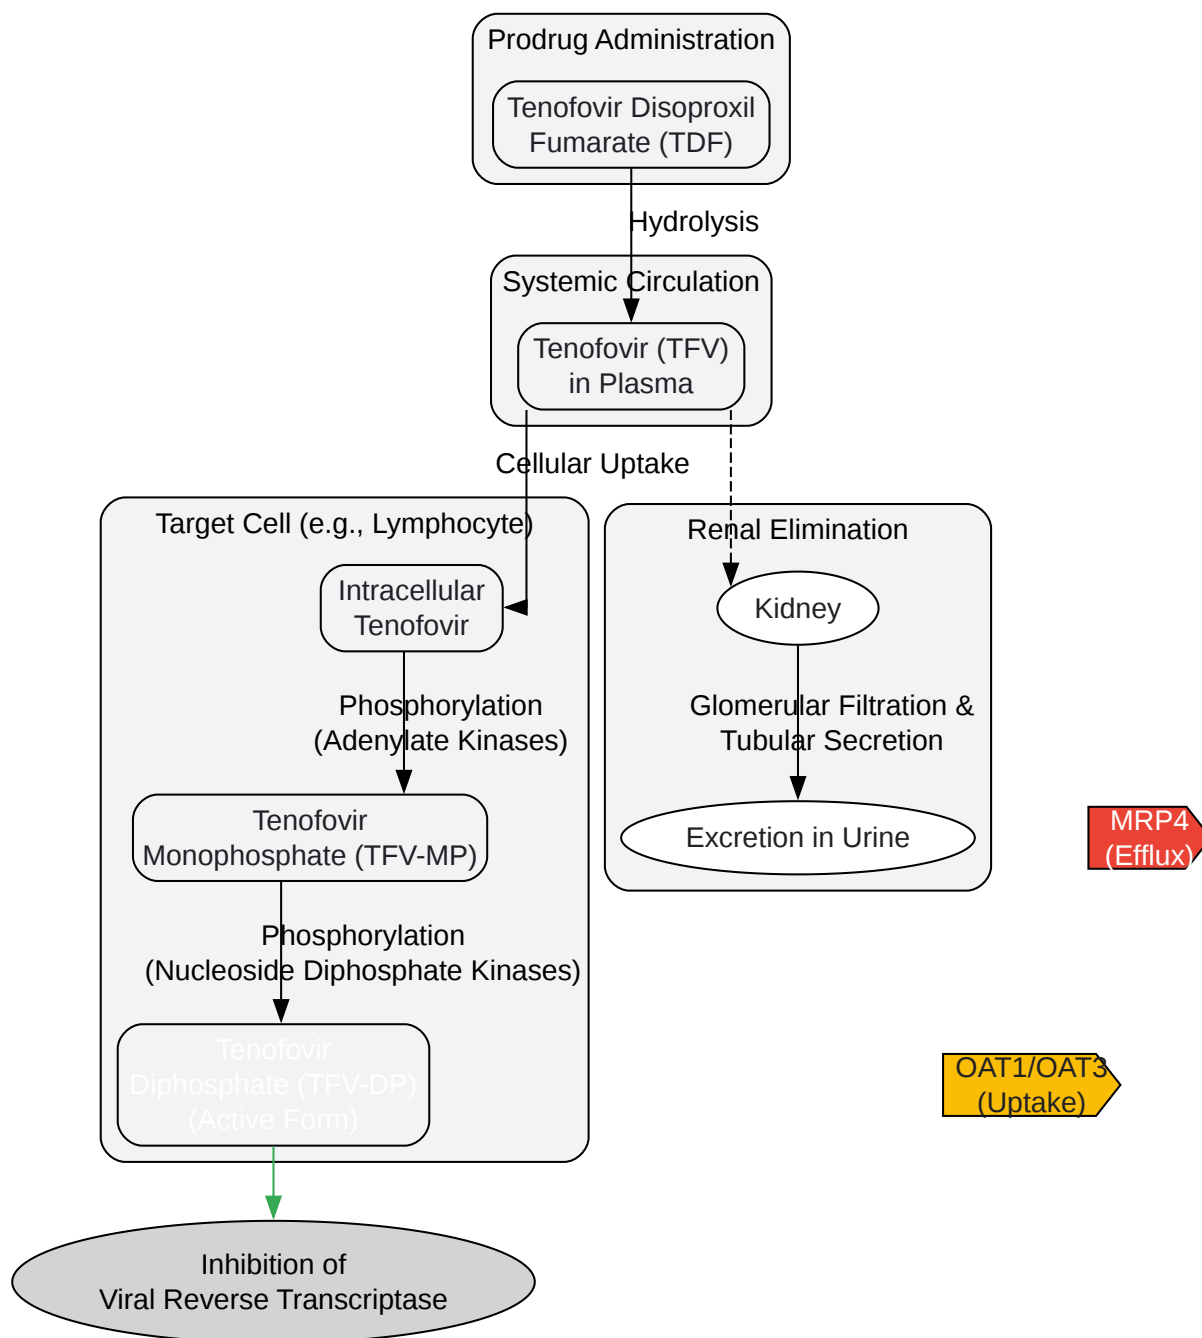 Prodrug Administration
Tenofovir Disoproxil
Fumarate (TDF)
Hydrolysis
Systemic Circulation
Tenofovir (TFV)
in Plasma
Cellular Uptake
Target Cell (e.g., Lymphocyte)
Intracellular
Tenofovir
Phosphorylation
(Adenylate Kinases)
Tenofovir
Monophosphate (TFV-MP)
Phosphorylation
(Nucleoside Diphosphate Kinases)
Tenofovir
Diphosphate (TFV-DP)
(Active Form)
Inhibition of
Viral Reverse Transcriptase
Renal Elimination
Kidney
Glomerular Filtration &
Tubular Secretion
Excretion in Urine
MRP4
(Efflux)
OAT1/OAT3
(Uptake)